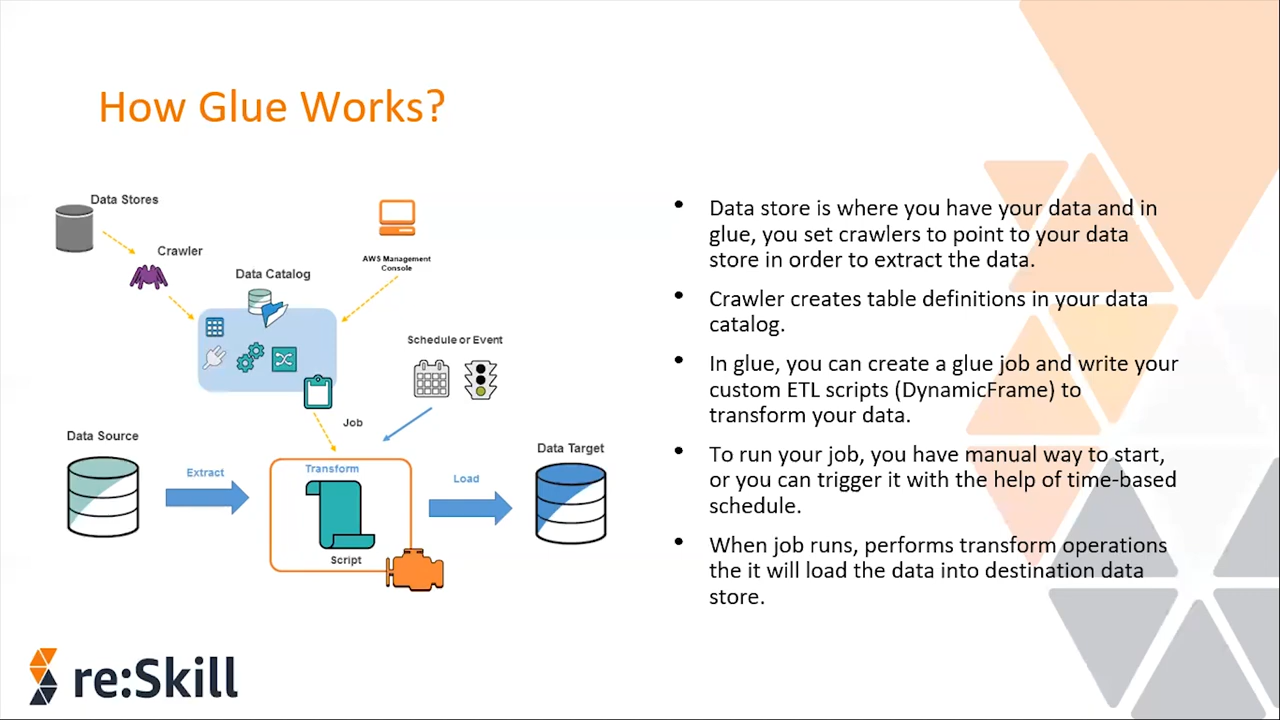 How Glue Works?
Data Stores
Crawler
Data Catalog
AWS Management
Console
Schedule or Event
Job
Data Source
Extract
Transform
Script
Load
Data Target
• Data store is where you have your data and in
glue, you set crawlers to point to your data
store in order to extract the data.
• Crawler creates table definitions in your data
catalog.
• In glue, you can create a glue job and write your
custom ETL scripts (DynamicFrame) to
transform your data.
• To run your job, you have manual way to start,
or you can trigger it with the help of time-based
schedule.
• When job runs, performs transform operations
the it will load the data into destination data
store.
re:Skill